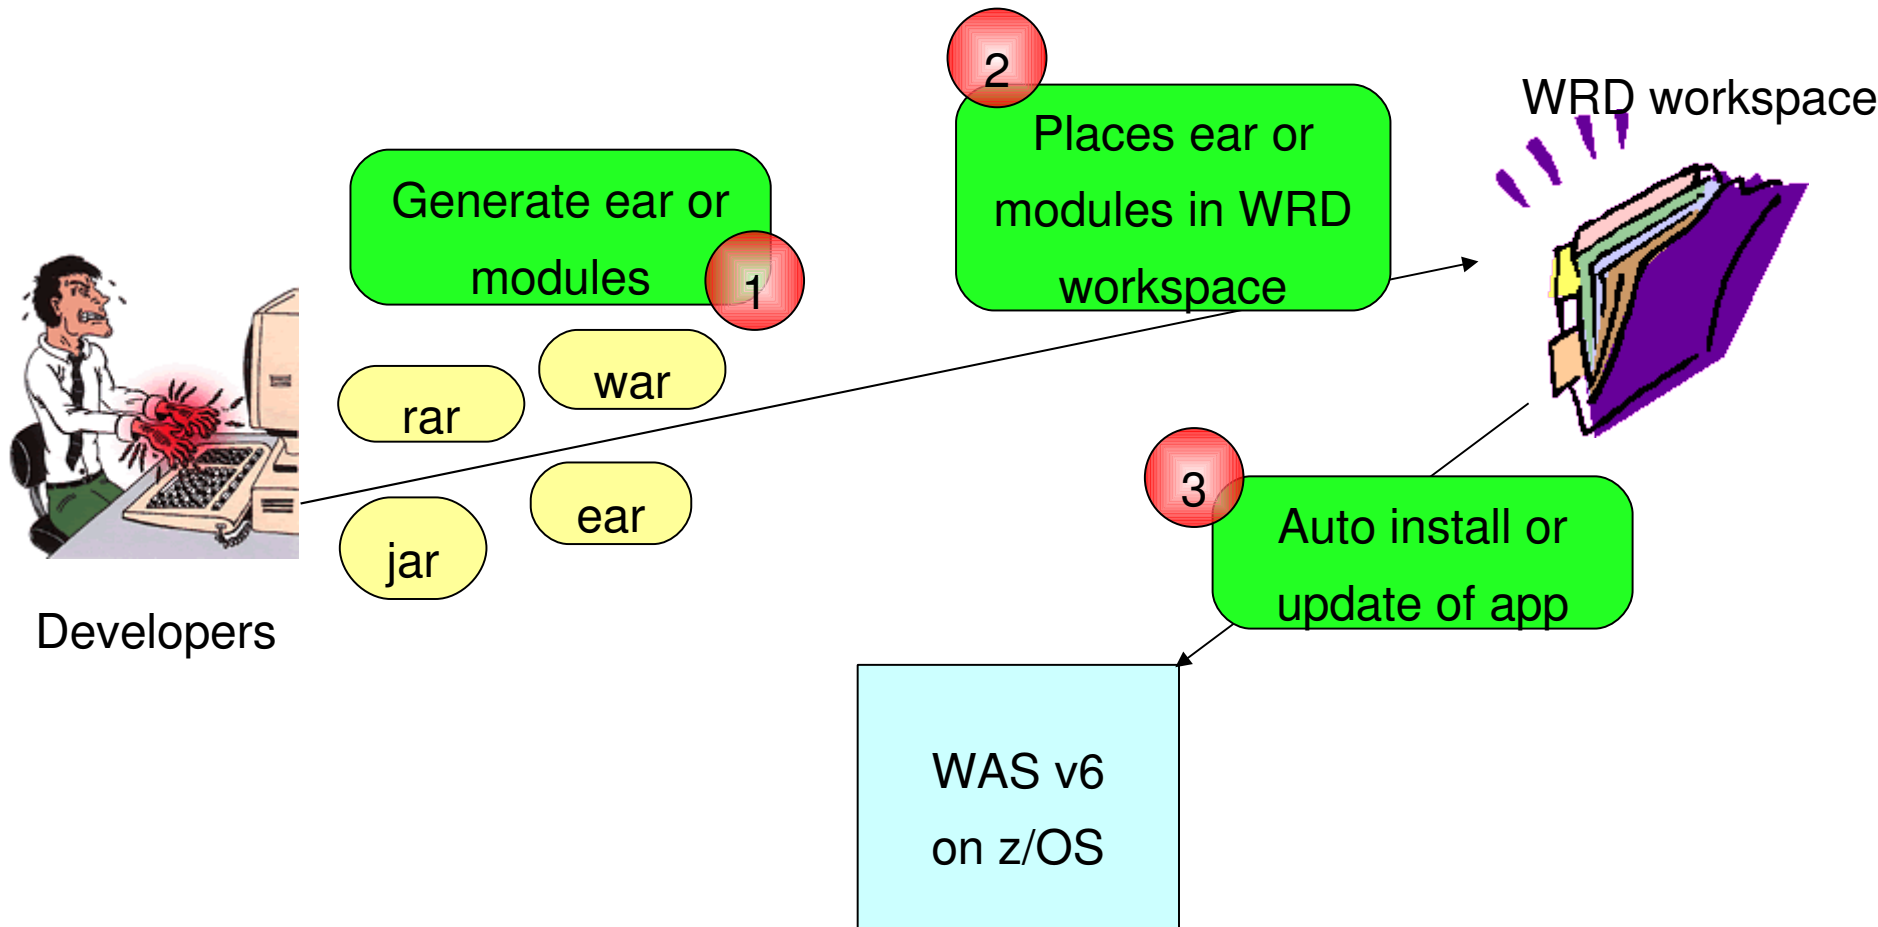 2
WRD workspace
Places ear or
modules in WRD
workspace
Generate ear or
modules
1
war
rar
ear
jar
Developers
3
Auto install or
update of app
WAS v6
on z/OS